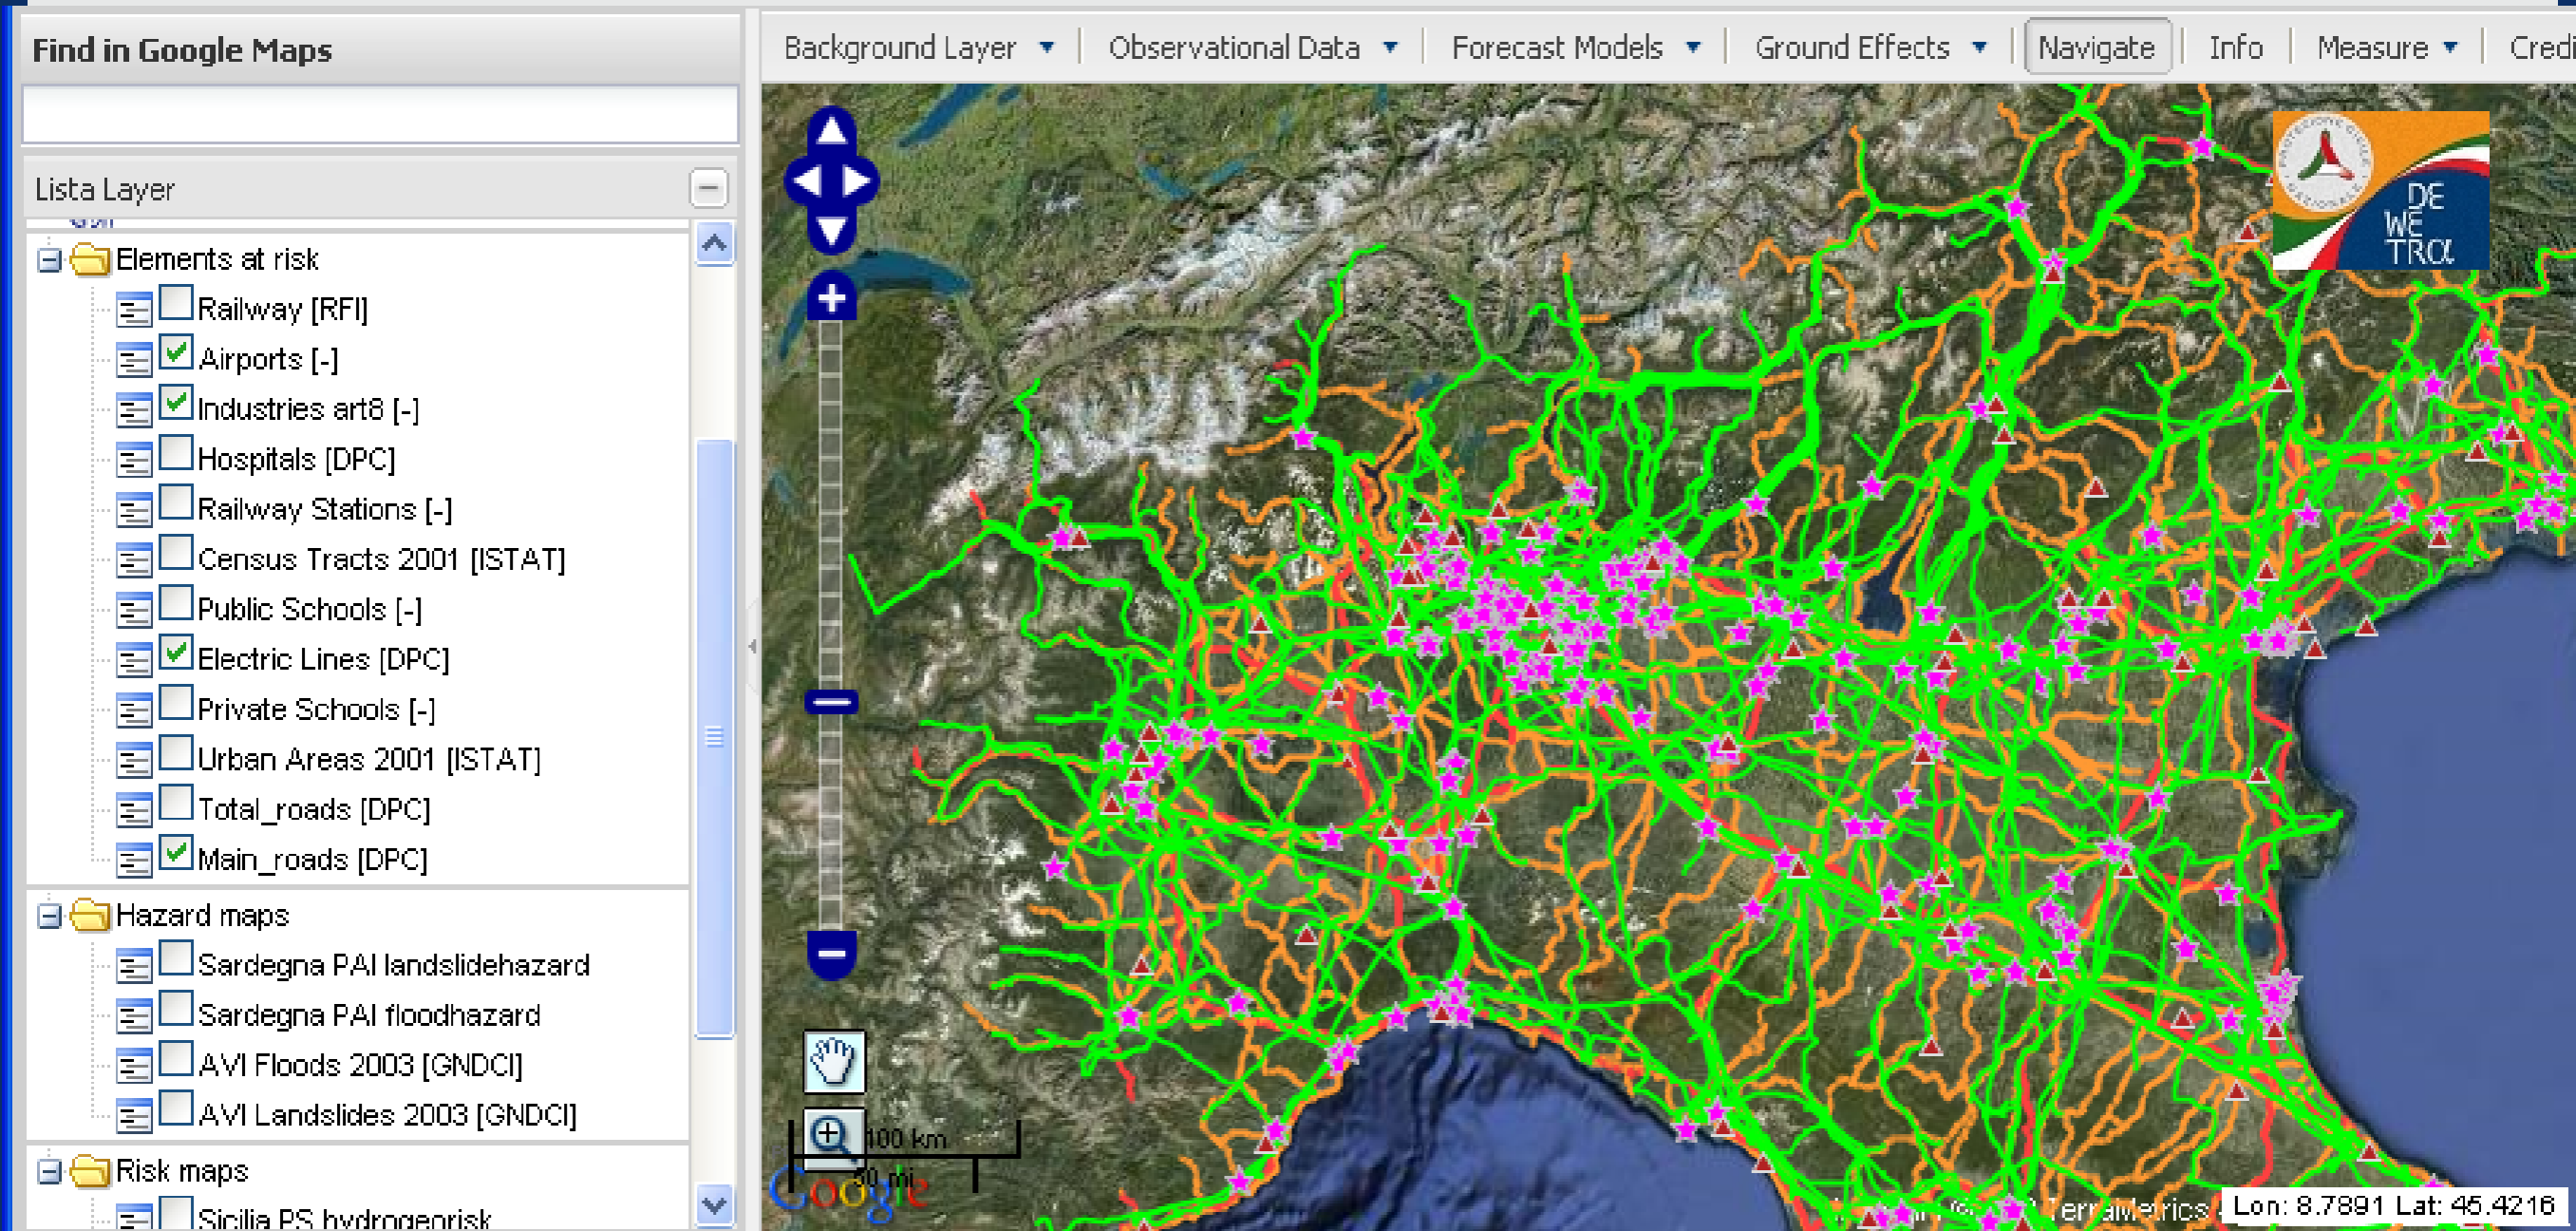 Find in Google Maps
Background Layer
Observational Data
Forecast Models
Ground Effects
Navigate
Info
Measure
Credi
Lista Layer
Elements at risk
Railway [RFI]
Airports [-]
Industries art8 [-]
Hospitals [DPC]
Railway Stations [-]
Census Tracts 2001 [ISTAT]
Public Schools [-]
Electric Lines [DPC]
Private Schools [-]
Urban Areas 2001 [ISTAT]
Total_roads [DPC]
Main_roads [DPC]
Hazard maps
Sardegna PAI landslidehazard
Sardegna PAI floodhazard
AVI Floods 2003 [GNDCI]
AVI Landslides 2003 [GNDCI]
Risk maps
Sicilia PS hydrogeorisk
DE
WE
TRα
100 km
50 mi
Google
TerraMetrics
Lon: 8.7891 Lat: 45.4216